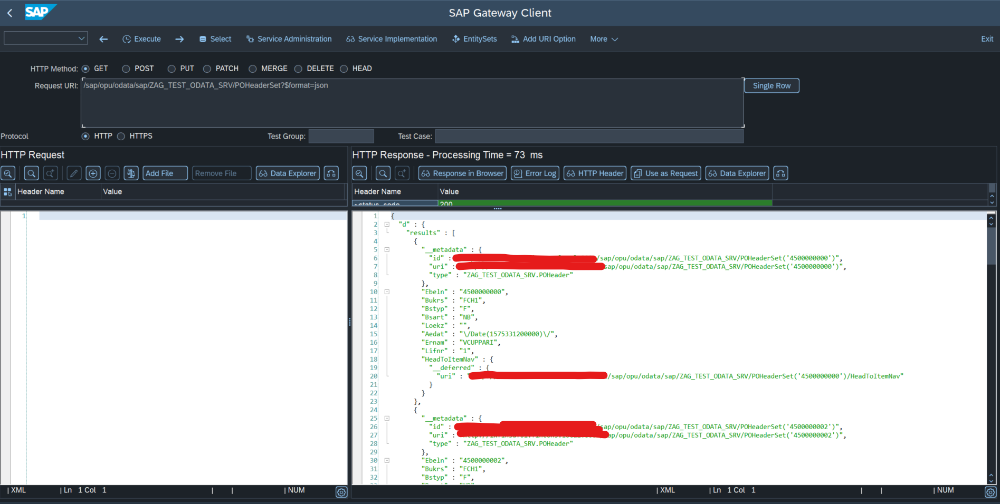 SAP
SAP Gateway Client
Execute Select Service Administration Service Implementation EntitySets Add URI Option More Exit
HTTP Method: GET POST PUT PATCH MERGE DELETE HEAD
Request URI: /sap/opu/odata/sap/ZAG_TEST_ODATA_SRV/POHeaderSet?$format=json Single Row
Protocol HTTP HTTPS Test Group: Test Case:
HTTP Request
Add File Remove File Data Explorer
Header Name Value
1
XML Ln 1 Col 1 NUM
HTTP Response - Processing Time = 73 ms
Response in Browser Error Log HTTP Header Use as Request Data Explorer
Header Name Value
~status_code 200
1 {
2 "d" : {
3 "results" : [
4 {
5 "__metadata" : {
6 "id" : /sap/opu/odata/sap/ZAG_TEST_ODATA_SRV/POHeaderSet('4500000000')",
7 "uri" : sap/opu/odata/sap/ZAG_TEST_ODATA_SRV/POHeaderSet('4500000000')",
8 "type" : "ZAG_TEST_ODATA_SRV.POHeader"
9 },
10 "Ebeln" : "4500000000",
11 "Bukrs" : "FCH1",
12 "Bstyp" : "F",
13 "Bsart" : "NB",
14 "Loekz" : "",
15 "Aedat" : "\/Date(1575331200000)\/",
16 "Ernam" : "VCUPPARI",
17 "Lifnr" : "1",
18 "HeadToItemNav" : {
19 "__deferred" : {
20 "uri" : /sap/opu/odata/sap/ZAG_TEST_ODATA_SRV/POHeaderSet('4500000000')/HeadToItemNav"
21 }
22 }
23 },
24 {
25 "__metadata" : {
26 "id" : /sap/opu/odata/sap/ZAG_TEST_ODATA_SRV/POHeaderSet('4500000002')",
27 "uri" : ap/opu/odata/sap/ZAG_TEST_ODATA_SRV/POHeaderSet('4500000002')",
28 "type" : "ZAG_TEST_ODATA_SRV.POHeader"
29 },
30 "Ebeln" : "4500000002",
31 "Bukrs" : "FCH1",
32 "Bstyp" : "F",
XML Ln 1 Col 1 NUM